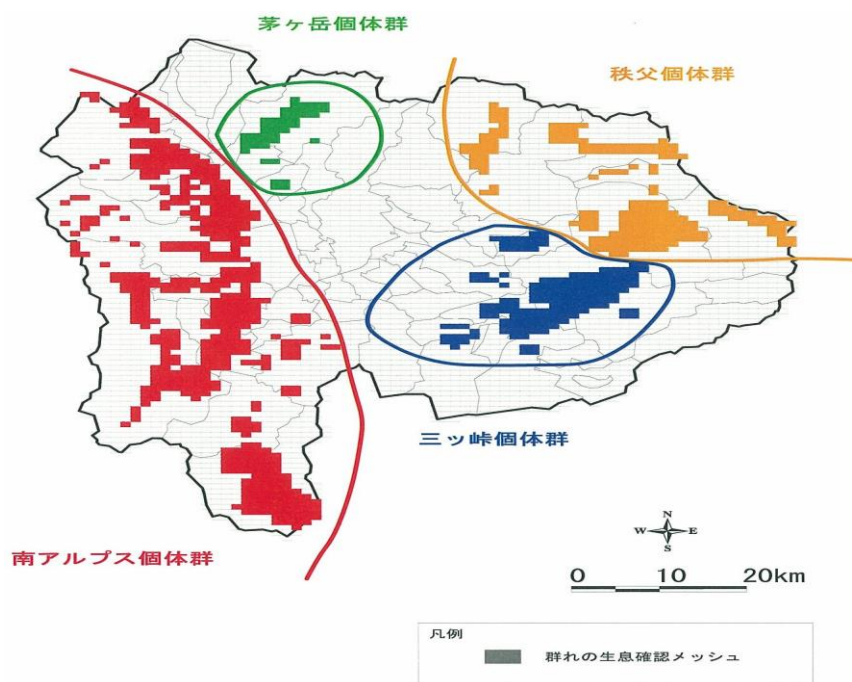 茅ヶ岳個体群
秩父個体群
三ッ峠個体群
南アルプス個体群
N
W E
S
0 10 20km
凡例
群れの生息確認メッシュ